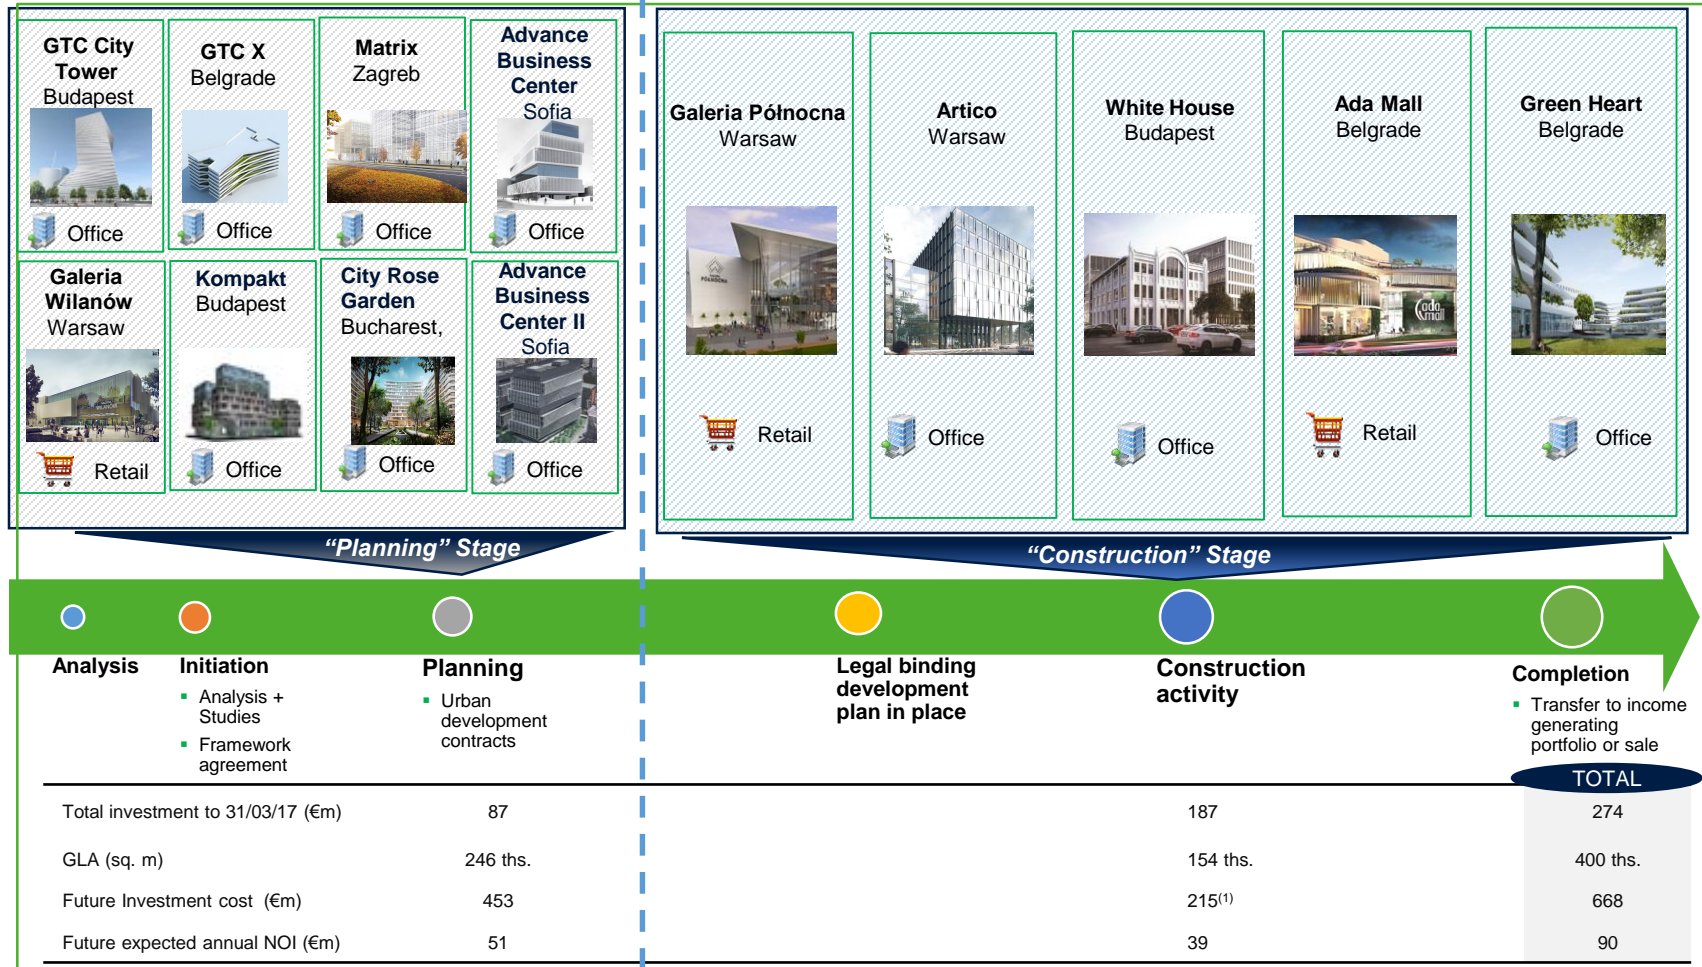 GTC City
Tower
Budapest
Office
GTC X
Belgrade
Office
Matrix
Zagreb
Office
Advance
Business
Center
Sofia
Office
Galeria
Wilanów
Warsaw
WILANÓW
Retail
Kompakt
Budapest
Office
City Rose
Garden
Bucharest,
Office
Advance
Business
Center II
Sofia
Office
Galeria Północna
Warsaw
PÓŁNOCNA
Retail
Artico
Warsaw
Office
White House
Budapest
Office
Ada Mall
Belgrade
ada
mall
Retail
Green Heart
Belgrade
Office
“Planning” Stage
“Construction” Stage
Analysis
Initiation
▪ Analysis +
Studies
▪ Framework
agreement
Planning
▪ Urban
development
contracts
Legal binding
development
plan in place
Construction
activity
Completion
▪ Transfer to income
generating
portfolio or sale
TOTAL
Total investment to 31/03/17 (€m) 87 187 274
GLA (sq. m) 246 ths. 154 ths. 400 ths.
Future Investment cost (€m) 453 215(1) 668
Future expected annual NOI (€m) 51 39 90